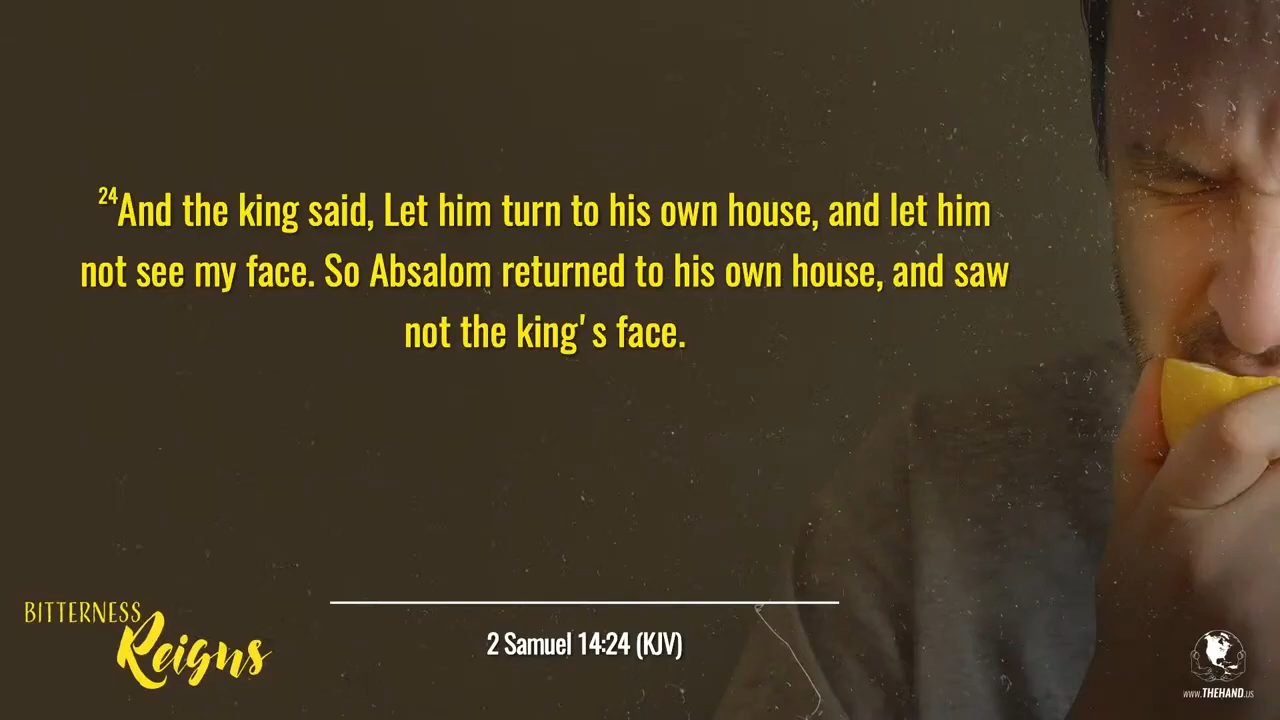 ²⁴And the king said, Let him turn to his own house, and let him
not see my face. So Absalom returned to his own house, and saw
not the king's face.
BITTERNESS
Reigns
2 Samuel 14:24 (KJV)
www.THEHAND.us